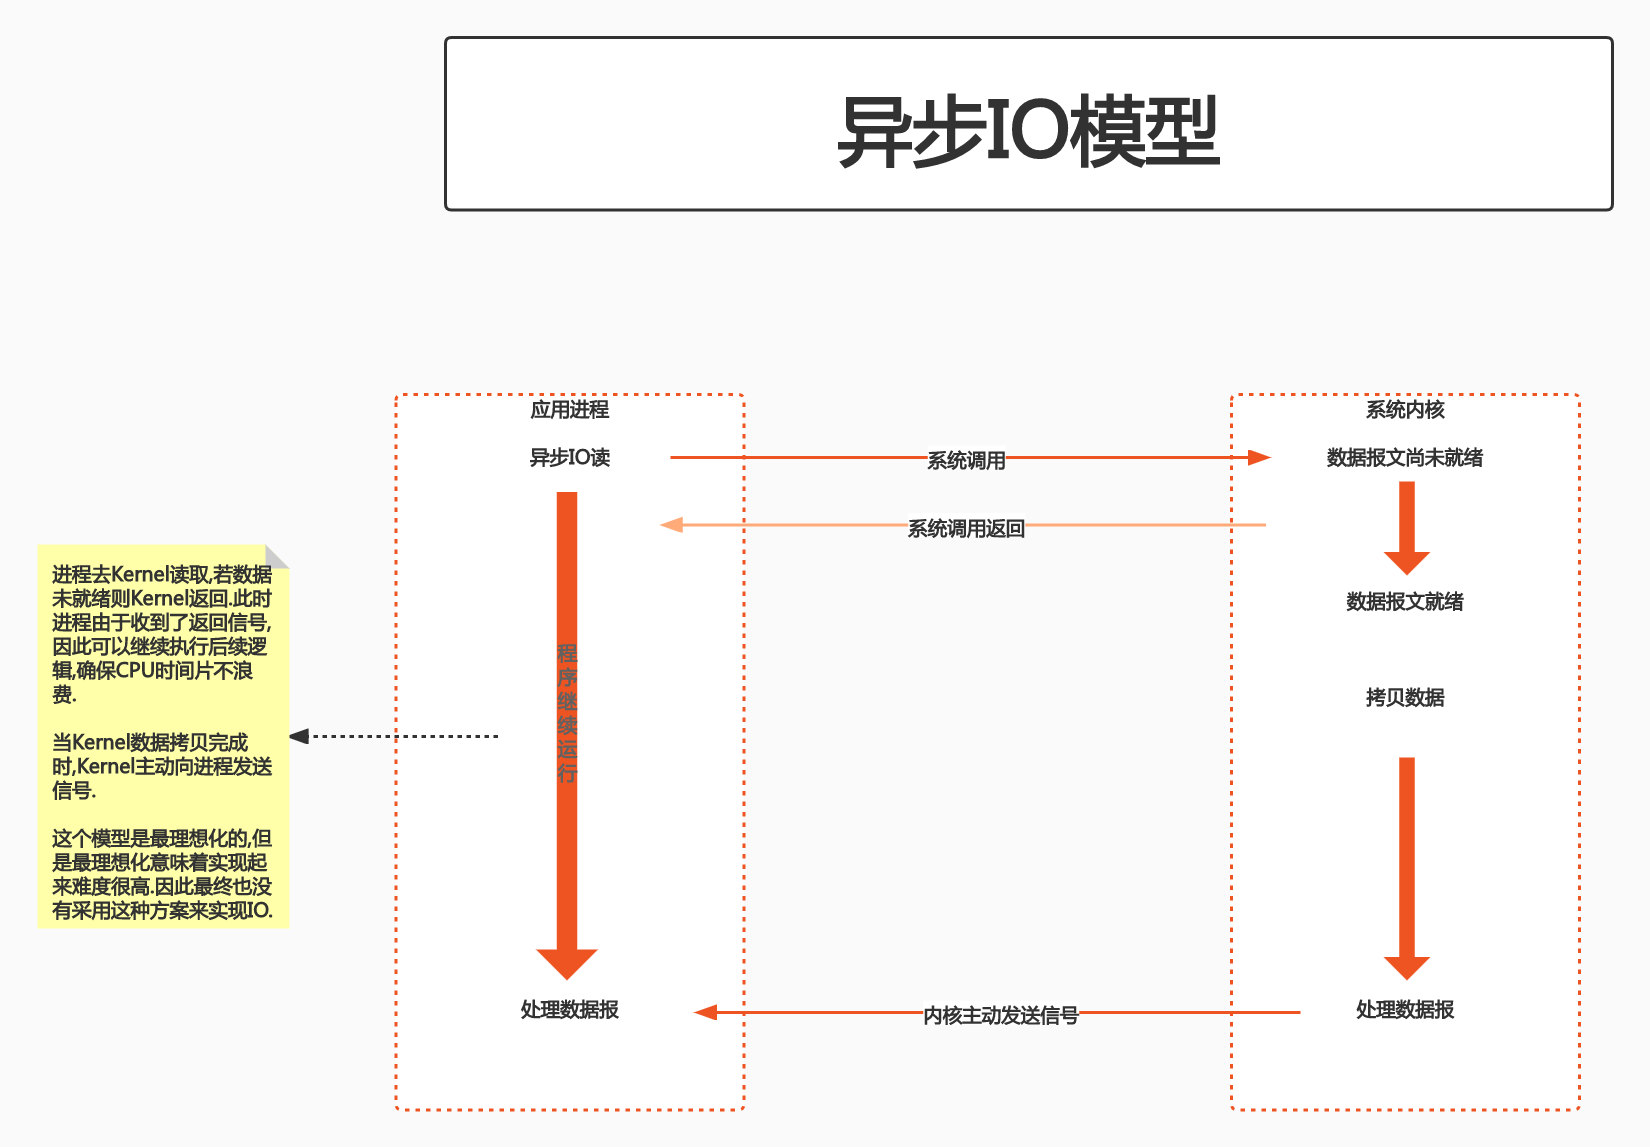 异步IO模型
应用进程
系统内核
异步IO读
系统调用
数据报文尚未就绪
系统调用返回
数据报文就绪
拷贝数据
程
序
继
续
运
行
进程去Kernel读取,若数据
未就绪则Kernel返回.此时
进程由于收到了返回信号,
因此可以继续执行后续逻
辑,确保CPU时间片不浪
费.
当Kernel数据拷贝完成
时,Kernel主动向进程发送
信号.
这个模型是最理想化的,但
是最理想化意味着实现起
来难度很高.因此最终也没
有采用这种方案来实现IO.
处理数据报
内核主动发送信号
处理数据报